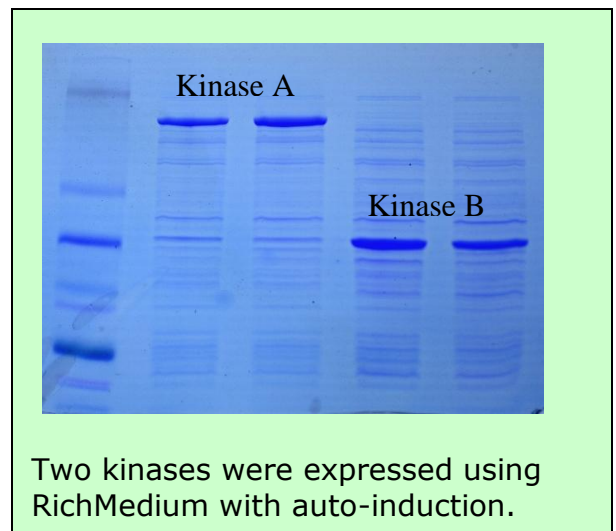 Kinase A
Kinase B
Two kinases were expressed using
RichMedium with auto-induction.